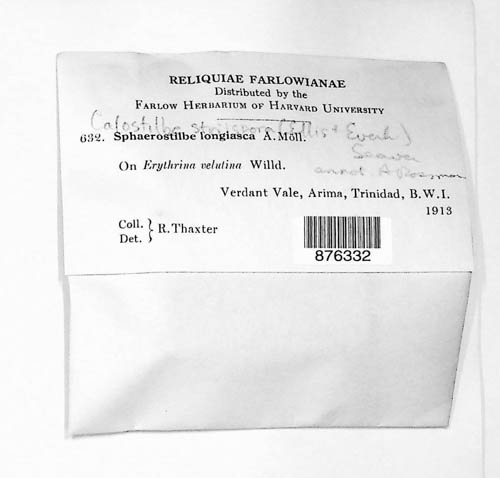 RELIQUIAE FARLOWIANAE
Distributed by the
FARLOW HERBARIUM OF HARVARD UNIVERSITY
Calostilbe striispora (Ellis + Everh)
632. Sphaerostilbe longiasca A. Möll.
Seaver
On Erythrina velutina Willd.
annot. A Rossman
Verdant Vale, Arima, Trinidad, B.W.I.
1913
Coll. } R. Thaxter
Det.
876332